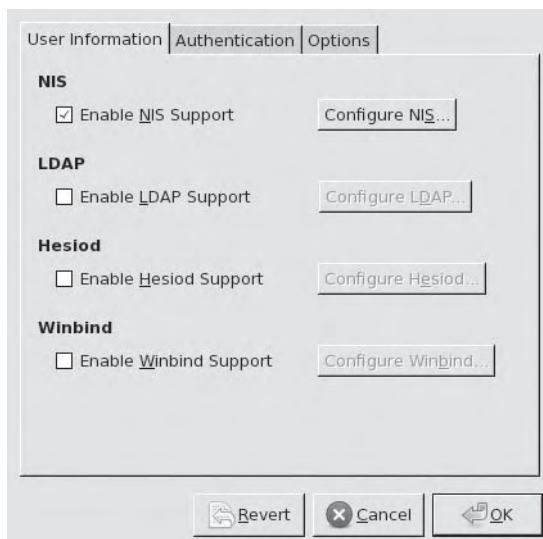 User Information Authentication Options
NIS
Enable NIS Support Configure NIS...
LDAP
Enable LDAP Support Configure LDAP...
Hesiod
Enable Hesiod Support Configure Hesiod...
Winbind
Enable Winbind Support Configure Winbind...
Revert Cancel OK